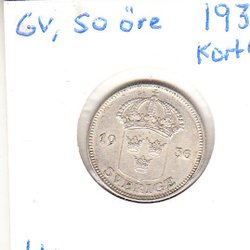 GV, 50 öre 193
Kort
19 36
SVERIGE